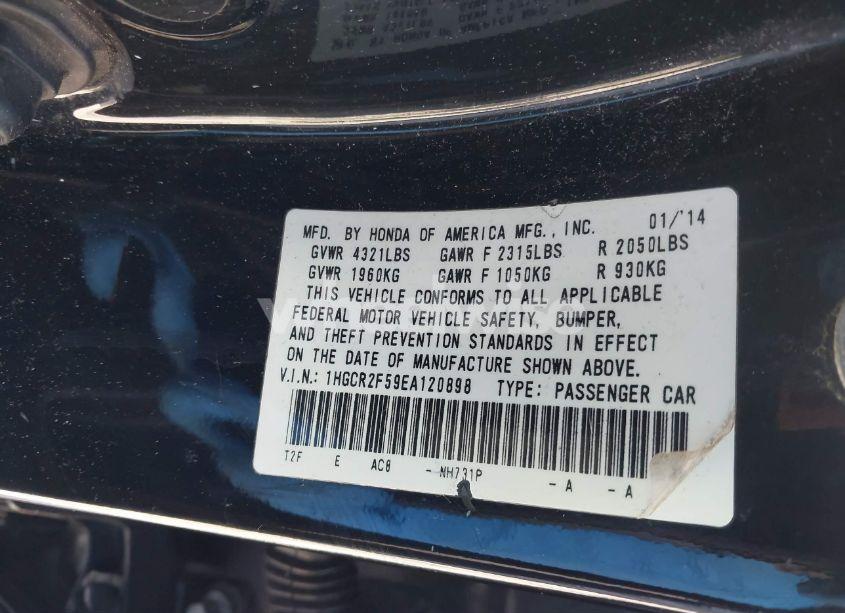 MFD. BY HONDA OF AMERICA MFG., INC. 01/'14
GVWR 4321LBS GAWR F 2315LBS R 2050LBS
GVWR 1960KG GAWR F 1050KG R 930KG
THIS VEHICLE CONFORMS TO ALL APPLICABLE
FEDERAL MOTOR VEHICLE SAFETY, BUMPER,
AND THEFT PREVENTION STANDARDS IN EFFECT
ON THE DATE OF MANUFACTURE SHOWN ABOVE.
V.I.N.: 1HGCR2F59EA120898 TYPE: PASSENGER CAR
T2F E AC8 - NH731P - A - A